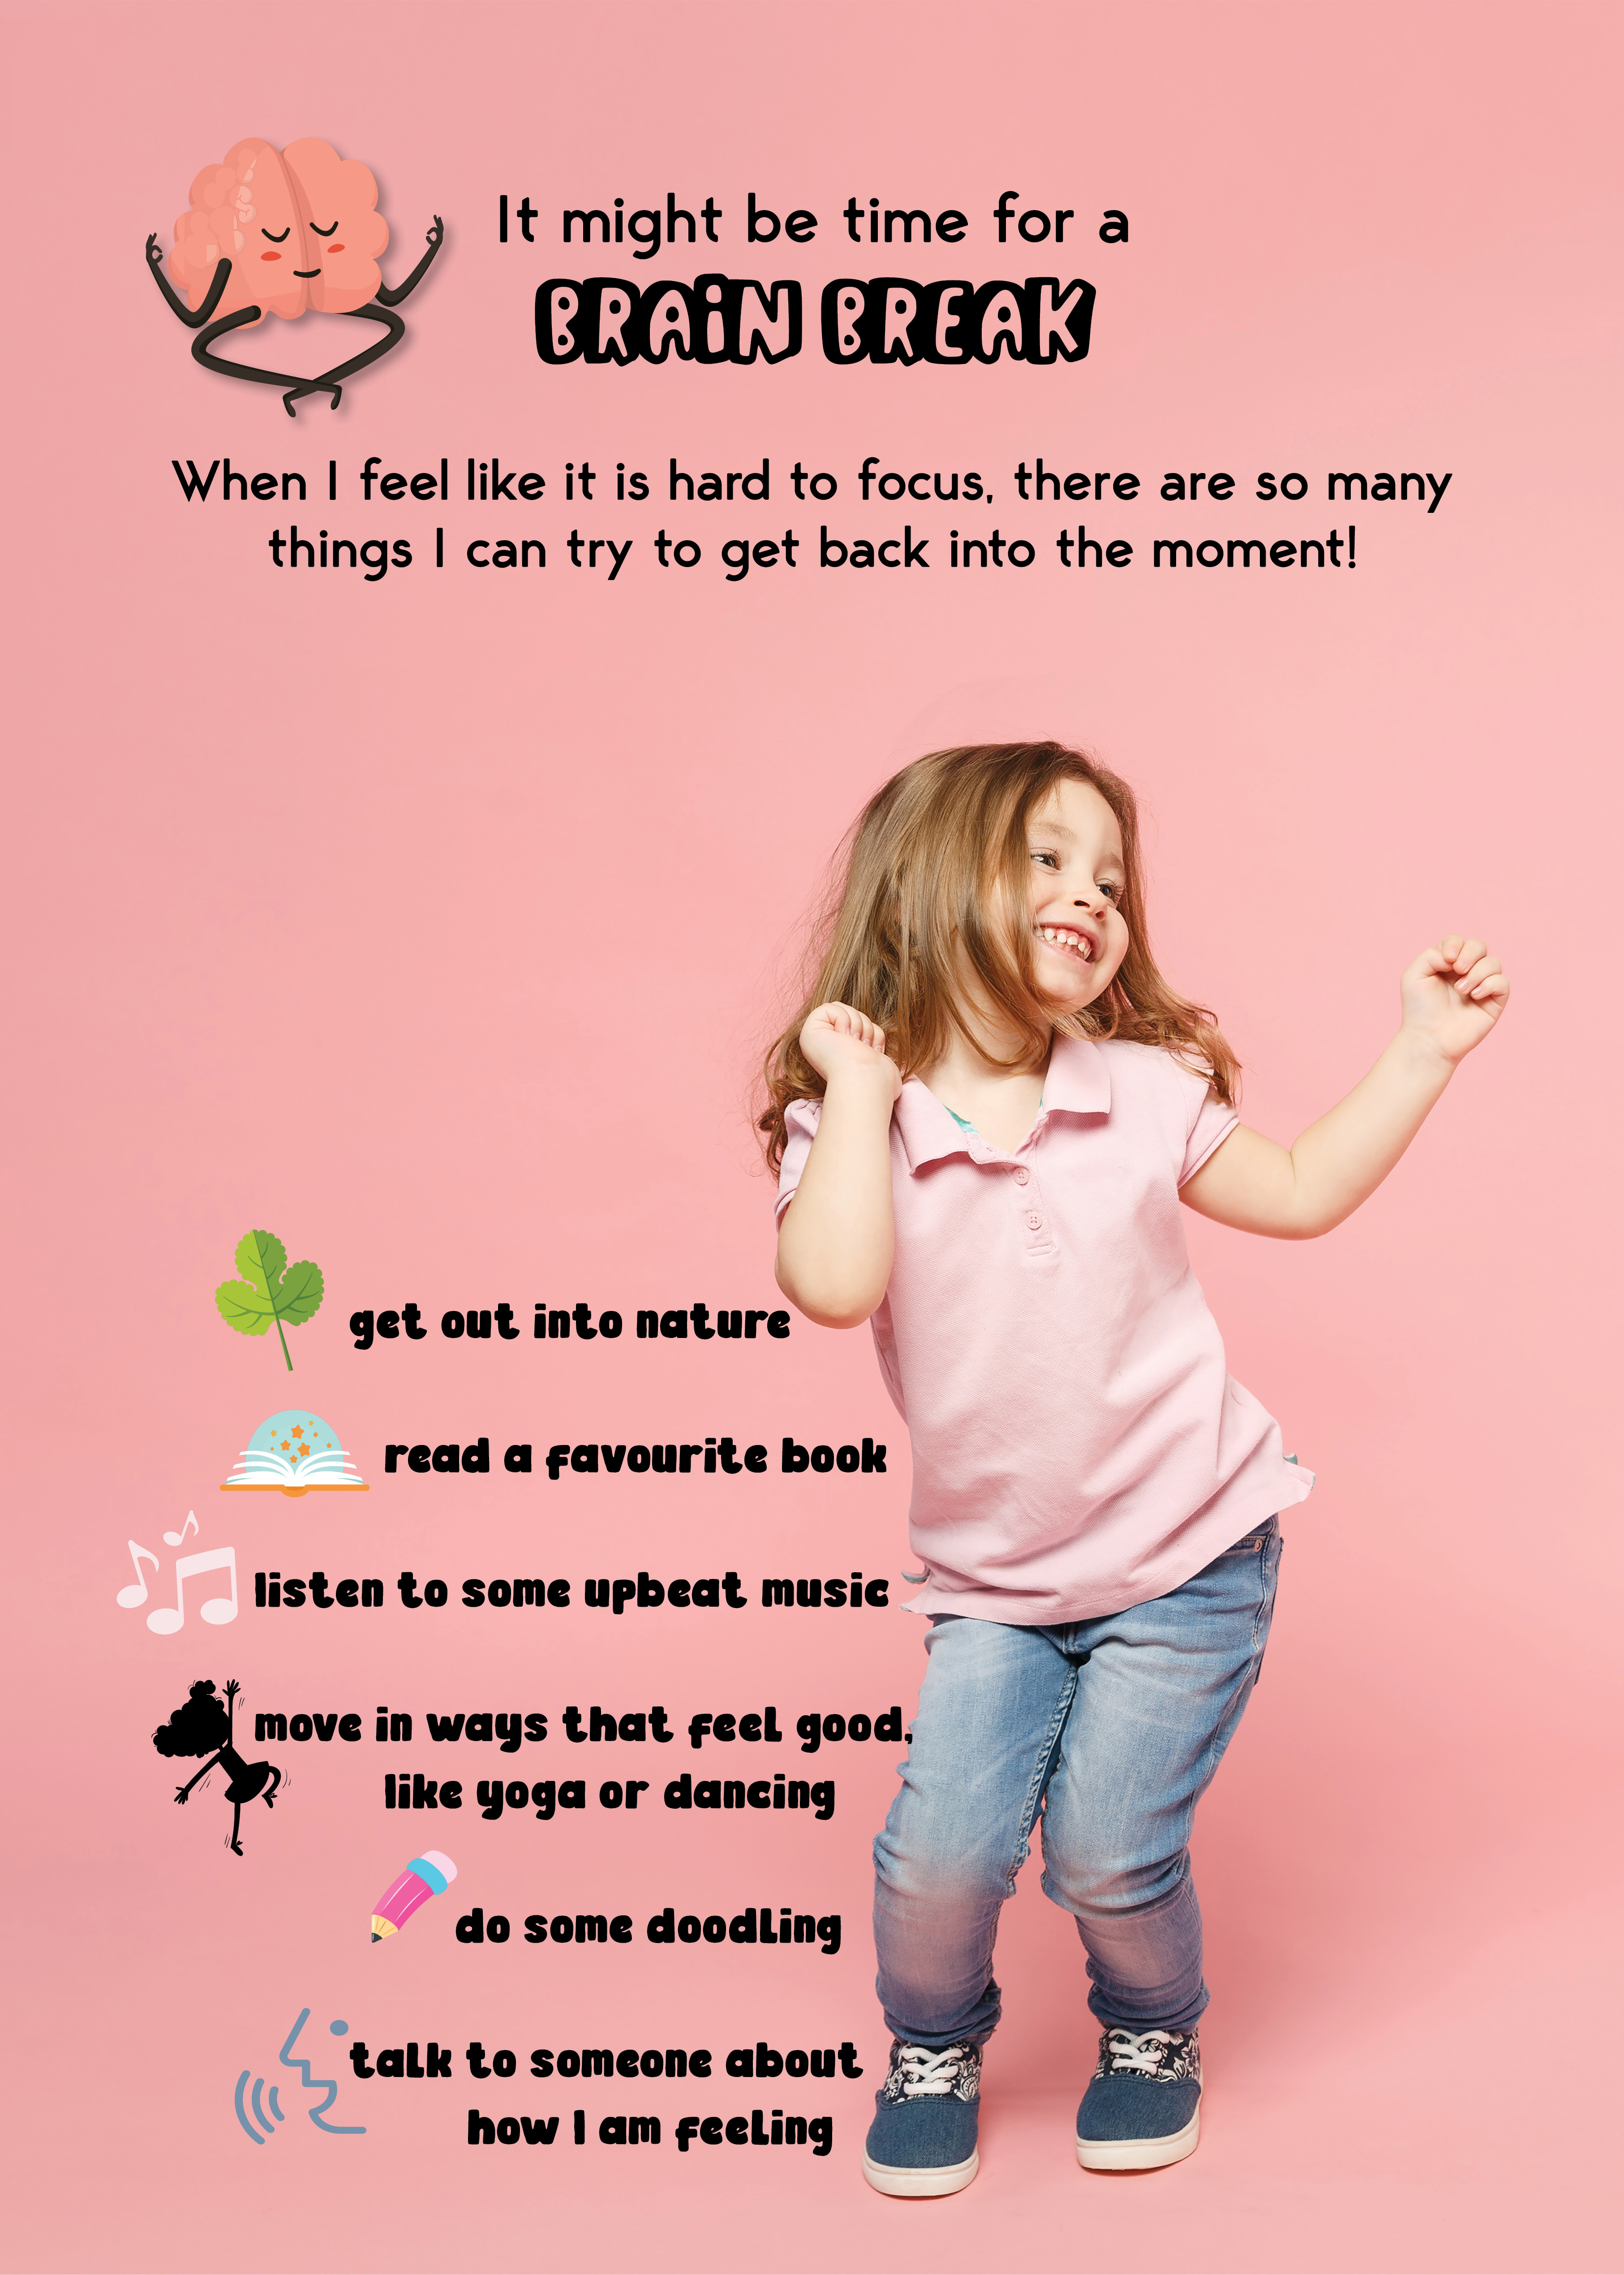 It might be time for a
BRAiN BREAK
When I feel like it is hard to focus, there are so many
things I can try to get back into the moment!
get out into nature
read a favourite book
listen to some upbeat music
move in ways that feel good,
like yoga or dancing
do some doodling
talk to someone about
how I am feeling